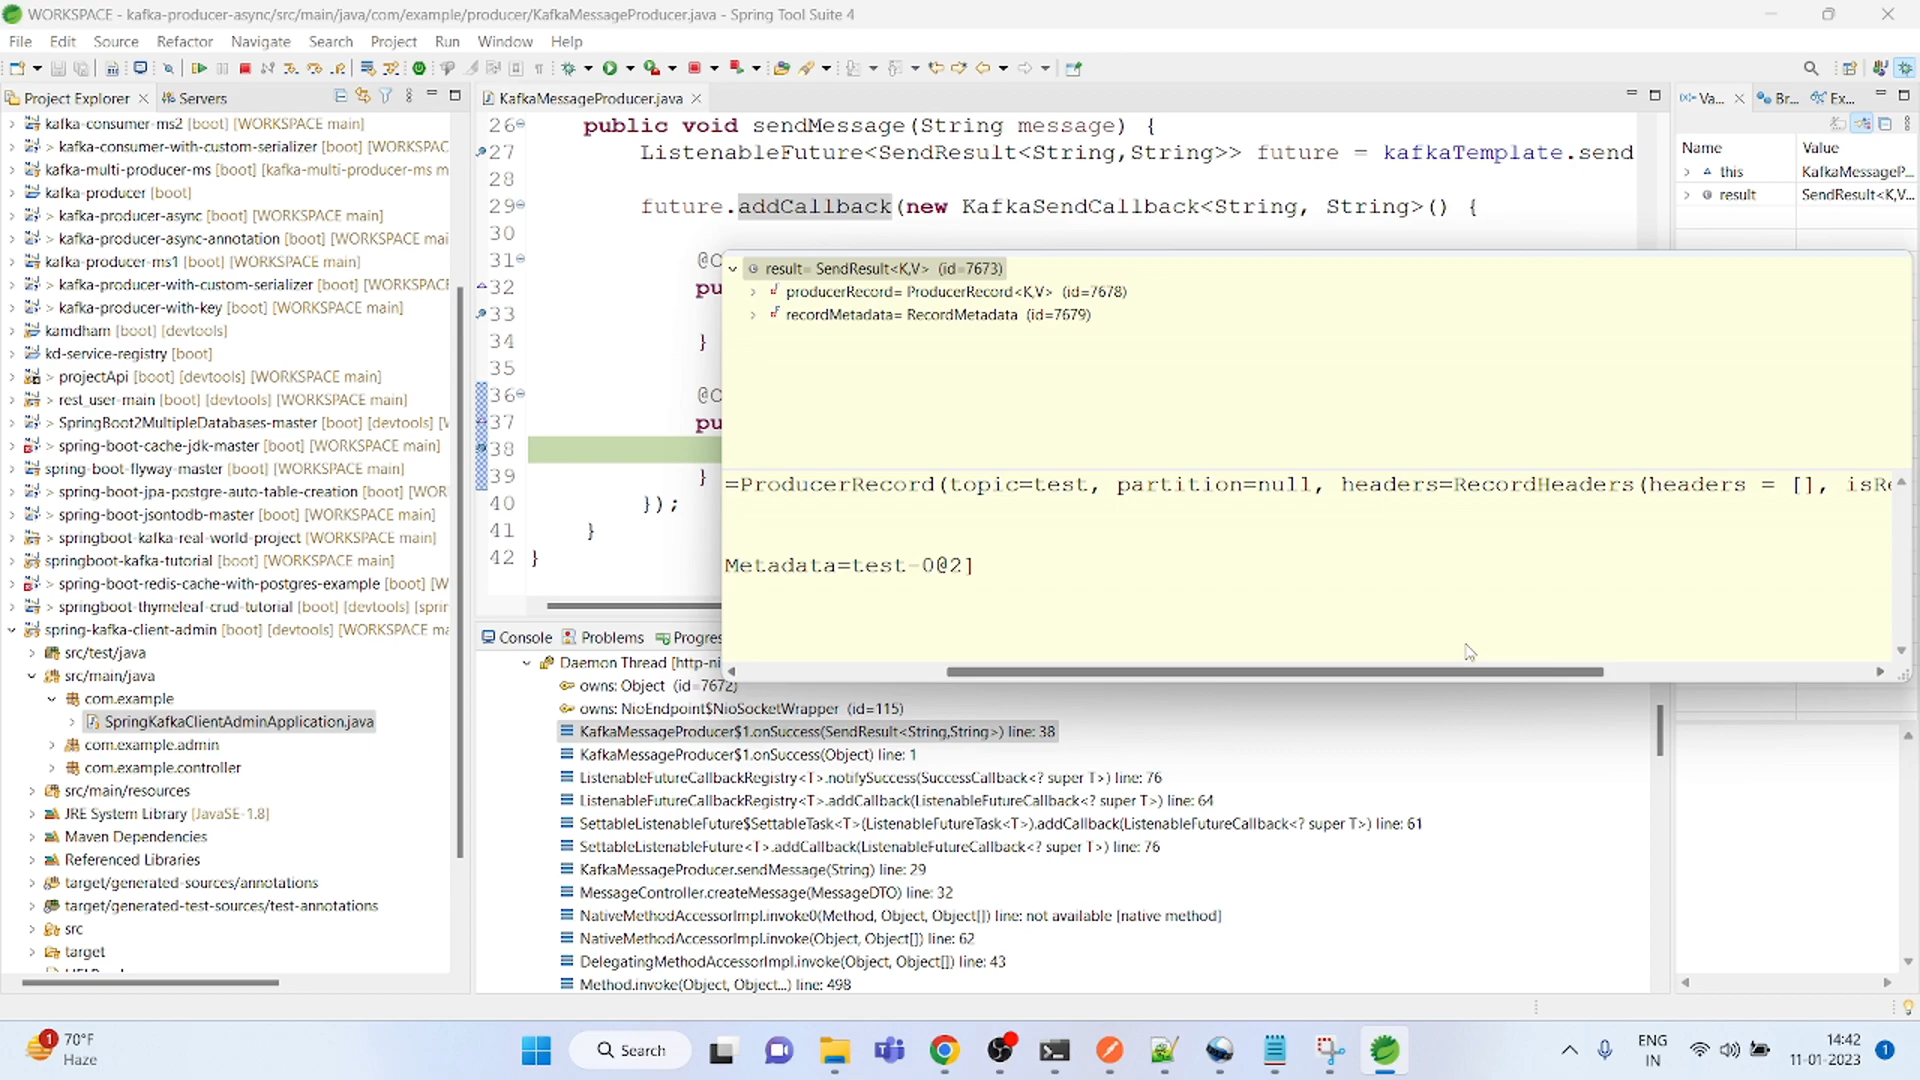 WORKSPACE - kafka-producer-async/src/main/java/com/example/producer/KafkaMessageProducer.java - Spring Tool Suite 4
File Edit Source Refactor Navigate Search Project Run Window Help
Project Explorer Servers
kafka-consumer-ms2 [boot] [WORKSPACE main]
> kafka-consumer-with-custom-serializer [boot] [WORKSPAC
kafka-multi-producer-ms [boot] [kafka-multi-producer-ms m
kafka-producer [boot]
> kafka-producer-async [boot] [WORKSPACE main]
> kafka-producer-async-annotation [boot] [WORKSPACE mai
kafka-producer-ms1 [boot] [WORKSPACE main]
> kafka-producer-with-custom-serializer [boot] [WORKSPACE
> kafka-producer-with-key [boot] [WORKSPACE main]
kamdham [boot] [devtools]
kd-service-registry [boot]
> projectApi [boot] [devtools] [WORKSPACE main]
> rest_user-main [boot] [devtools] [WORKSPACE main]
> SpringBoot2MultipleDatabases-master [boot] [devtools] [V
> spring-boot-cache-jdk-master [boot] [WORKSPACE main]
spring-boot-flyway-master [boot] [WORKSPACE main]
> spring-boot-jpa-postgre-auto-table-creation [boot] [WOR
> spring-boot-jsontodb-master [boot] [WORKSPACE main]
> springboot-kafka-real-world-project [boot] [WORKSPACE main]
springboot-kafka-tutorial [boot] [WORKSPACE main]
> spring-boot-redis-cache-with-postgres-example [boot] [W
> springboot-thymeleaf-crud-tutorial [boot] [devtools] [sprin
spring-kafka-client-admin [boot] [devtools] [WORKSPACE ma
src/test/java
src/main/java
com.example
SpringKafkaClientAdminApplication.java
com.example.admin
com.example.controller
src/main/resources
JRE System Library [JavaSE-1.8]
Maven Dependencies
Referenced Libraries
target/generated-sources/annotations
target/generated-test-sources/test-annotations
src
target
KafkaMessageProducer.java
26 public void sendMessage(String message) {
27 ListenableFuture<SendResult<String,String>> future = kafkaTemplate.send
28
29 future.addCallback(new KafkaSendCallback<String, String>() {
30
31 @O
32 pu
33
34 }
35
36 @O
37 pu
38
39 }
40 });
41 }
42 }
result= SendResult<K,V> (id=7673)
producerRecord= ProducerRecord<K,V> (id=7678)
recordMetadata= RecordMetadata (id=7679)
=ProducerRecord(topic=test, partition=null, headers=RecordHeaders(headers = [], isRe
Metadata=test-0@2]
Va... Br... Ex...
Name Value
this KafkaMessageP...
result SendResult<K,V...
Console Problems Progres
Daemon Thread [http-ni
owns: Object (id=7672)
owns: NioEndpoint$NioSocketWrapper (id=115)
KafkaMessageProducer$1.onSuccess(SendResult<String,String>) line: 38
KafkaMessageProducer$1.onSuccess(Object) line: 1
ListenableFutureCallbackRegistry<T>.notifySuccess(SuccessCallback<? super T>) line: 76
ListenableFutureCallbackRegistry<T>.addCallback(ListenableFutureCallback<? super T>) line: 64
SettableListenableFuture$SettableTask<T>(ListenableFutureTask<T>).addCallback(ListenableFutureCallback<? super T>) line: 61
SettableListenableFuture<T>.addCallback(ListenableFutureCallback<? super T>) line: 76
KafkaMessageProducer.sendMessage(String) line: 29
MessageController.createMessage(MessageDTO) line: 32
NativeMethodAccessorImpl.invoke0(Method, Object, Object[]) line: not available [native method]
NativeMethodAccessorImpl.invoke(Object, Object[]) line: 62
DelegatingMethodAccessorImpl.invoke(Object, Object[]) line: 43
Method.invoke(Object, Object...) line: 498
1
70°F
Haze
Search
ENG
IN
14:42
11-01-2023
1